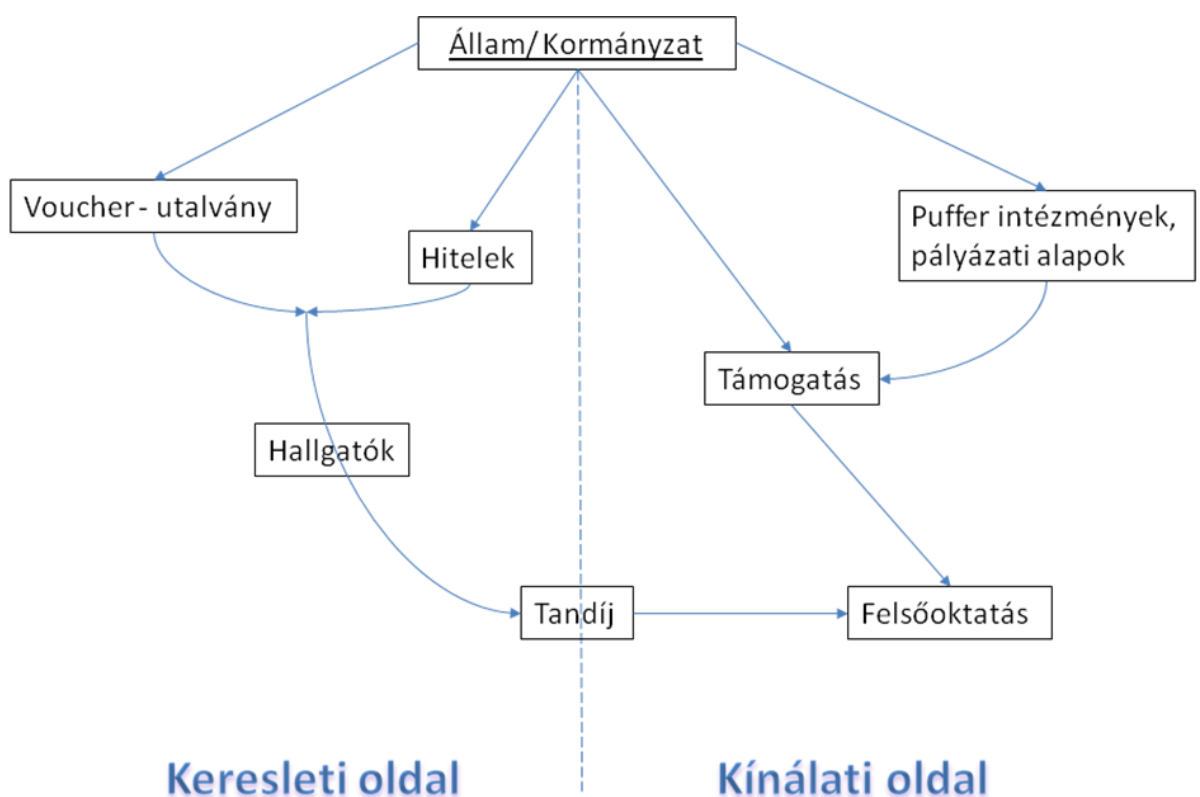 Állam/Kormányzat
Voucher - utalvány
Hitelek
Puffer intézmények,
pályázati alapok
Támogatás
Hallgatók
Tandíj
Felsőoktatás
Keresleti oldal
Kínálati oldal